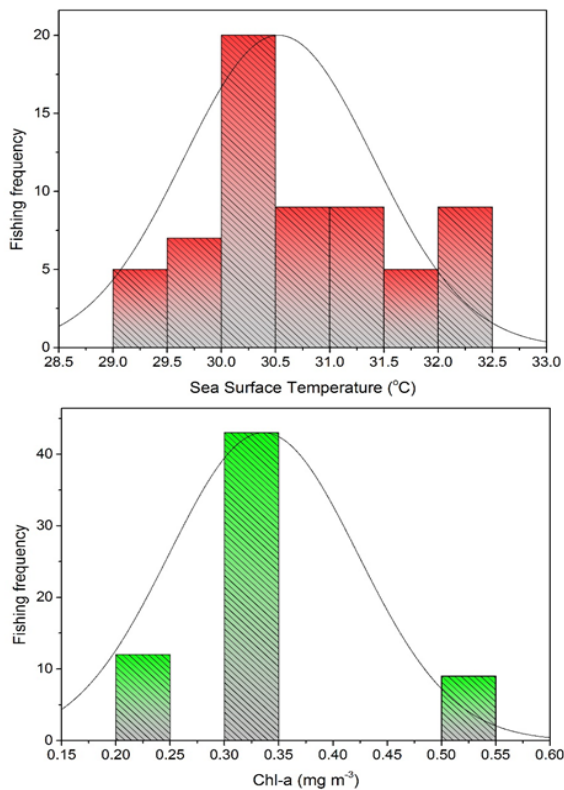 20
15
10
5
0
Fishing frequency
28.5 29.0 29.5 30.0 30.5 31.0 31.5 32.0 32.5 33.0
Sea Surface Temperature (°C)
40
30
20
10
0
Fishing frequency
0.15 0.20 0.25 0.30 0.35 0.40 0.45 0.50 0.55 0.60
Chl-a (mg m⁻³)